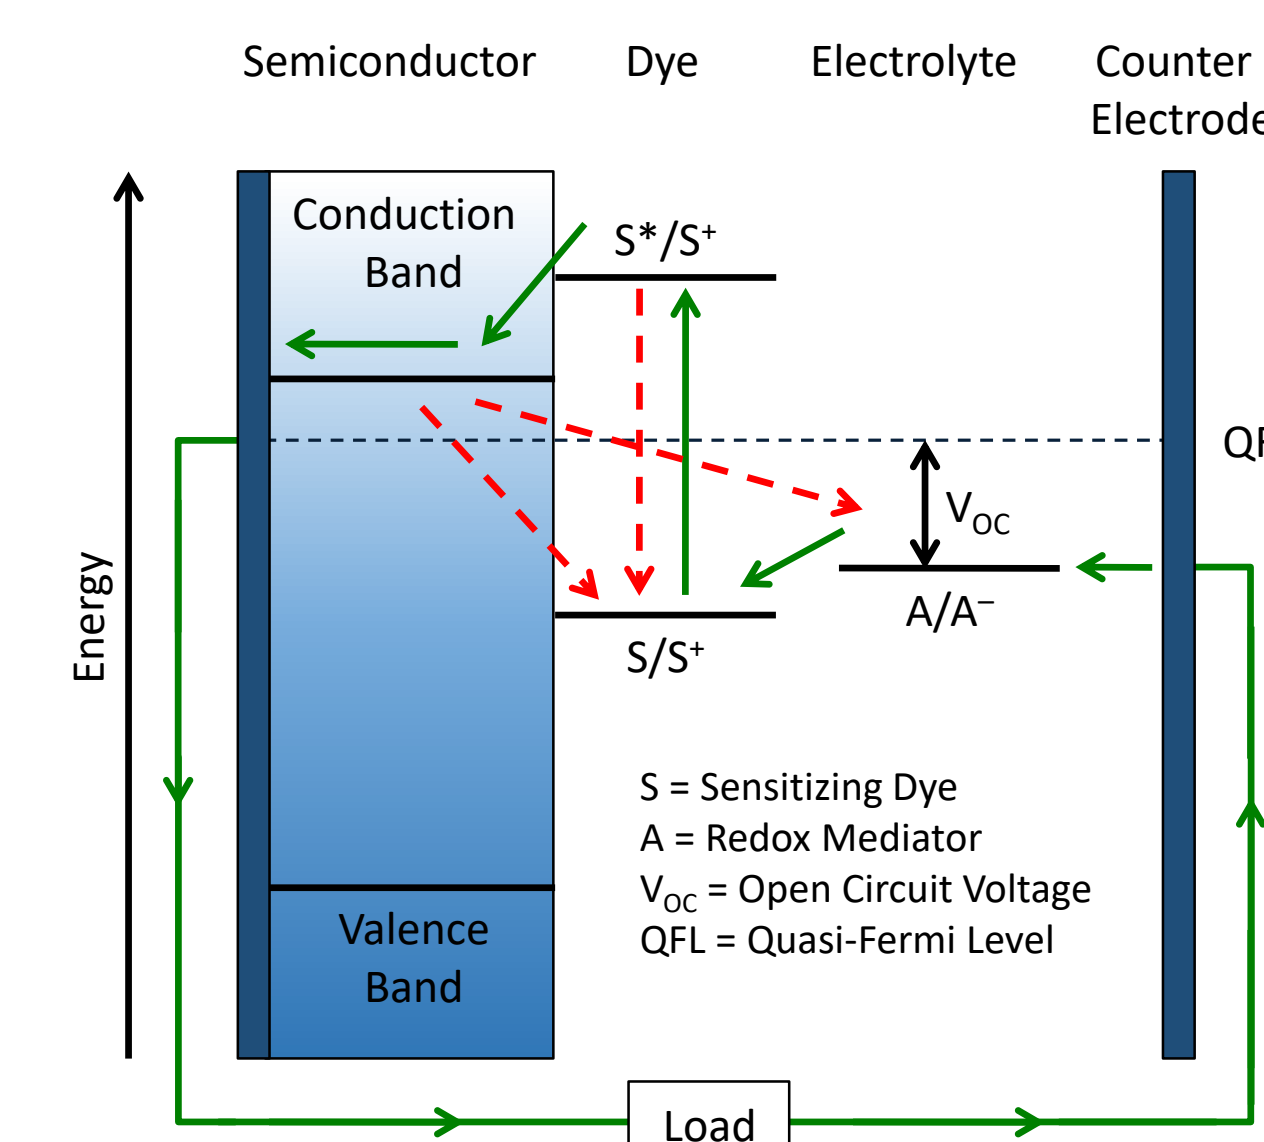 Semiconductor Dye Electrolyte Counter
Electrode
Conduction
Band
S*/S⁺
QF
V_OC
A/A⁻
S/S⁺
Energy
S = Sensitizing Dye
A = Redox Mediator
V_OC = Open Circuit Voltage
QFL = Quasi-Fermi Level
Valence
Band
Load